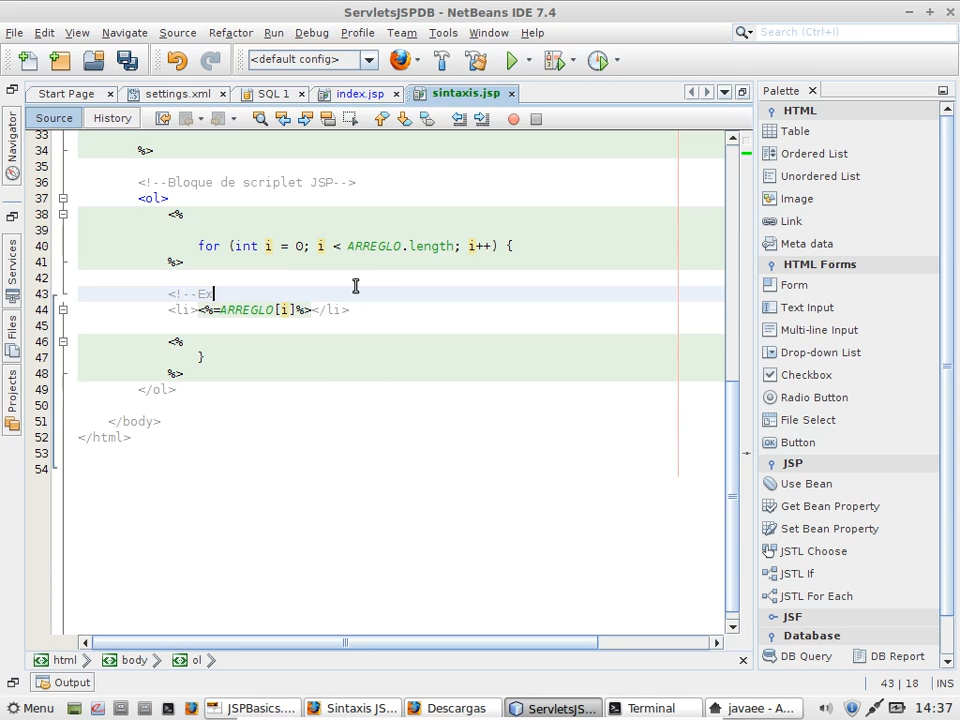 ServletsJSPDB - NetBeans IDE 7.4
File Edit View Navigate Source Refactor Run Debug Profile Team Tools Window Help
Search (Ctrl+I)
<default config>
Start Page settings.xml SQL 1 index.jsp sintaxis.jsp
Palette
Source History
HTML
Table
Ordered List
Unordered List
Image
Link
Meta data
HTML Forms
Form
Text Input
Multi-line Input
Drop-down List
Checkbox
Radio Button
File Select
Button
JSP
Use Bean
Get Bean Property
Set Bean Property
JSTL Choose
JSTL If
JSTL For Each
JSF
Database
DB Query DB Report
Navigator
Services
Files
Projects
33
34 %>
35
36 <!--Bloque de scriplet JSP-->
37 <ol>
38 <%
39
40 for (int i = 0; i < ARREGLO.length; i++) {
41 %>
42
43 <!--Ex
44 <li><%=ARREGLO[i]%></li>
45
46 <%
47 }
48 %>
49 </ol>
50
51 </body>
52 </html>
53
54
html body ol
Output
43 | 18 INS
Menu JSPBasics.... Sintaxis JS... Descargas ServletsJS... Terminal javaee - A... 14:37